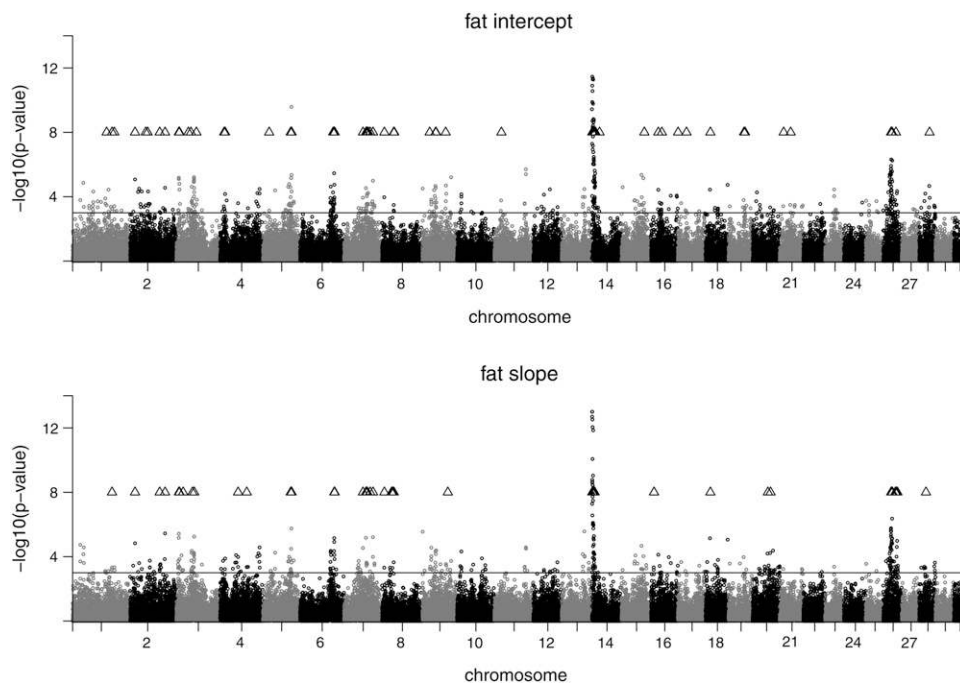 fat intercept
12
8
4
−log10(p−value)
2 4 6 8 10 12 14 16 18 21 24 27
chromosome
fat slope
12
8
4
−log10(p−value)
2 4 6 8 10 12 14 16 18 21 24 27
chromosome